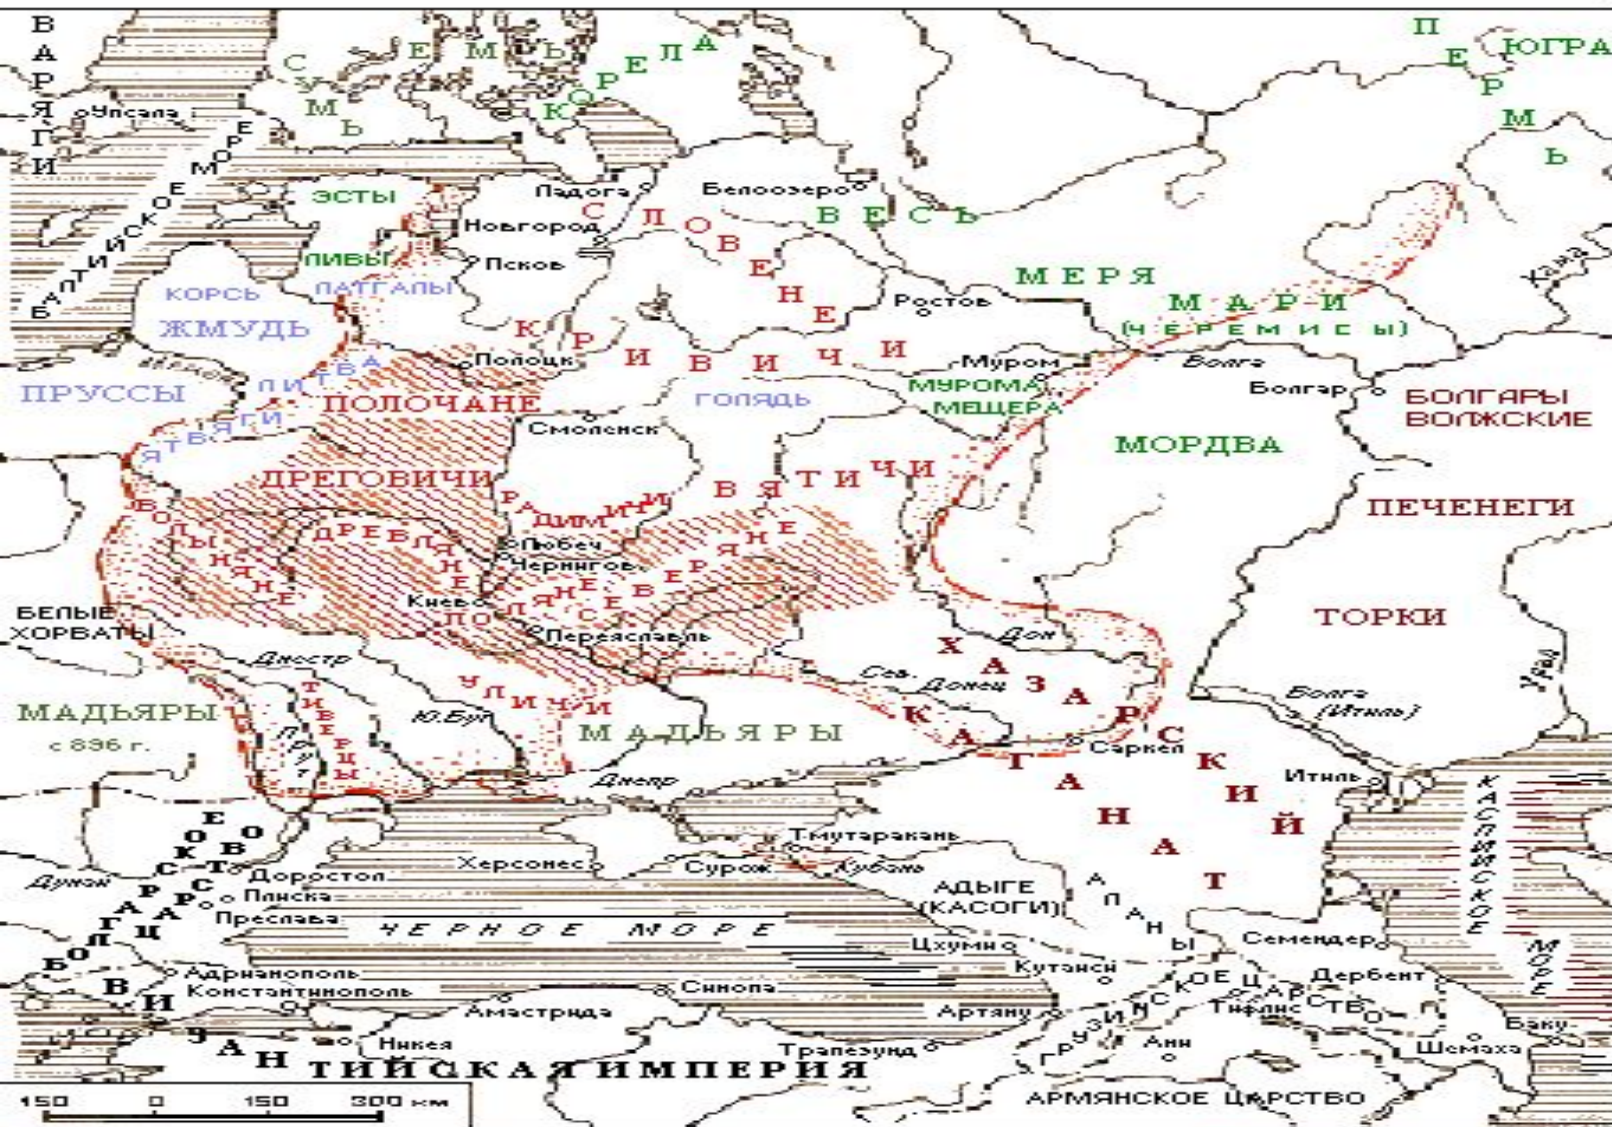 ВАРЯГИ
Упсала
БАЛТИЙСКОЕ МОРЕ
СУМЬ
ЕМЬ
КОРЕЛА
ПЕРМЬ
ЮГРА
ЭСТЫ
Ладога
Белоозеро
ВЕСЬ
Новгород
СЛОВЕНЕ
ЛИВЫ
Псков
ЛАТГАЛЫ
КОРСЬ
ЖМУДЬ
Ростов
МЕРЯ
МАРИ
(ЧЕРЕМИСЫ)
Кама
КРИВИЧИ
Полоцк
Муром
Волга
Болгар
ПРУССЫ
ЛИТВА
ЯТВЯГИ
ПОЛОЧАНЕ
ГОЛЯДЬ
МУРОМА
МЕЩЕРА
БОЛГАРЫ
ВОЛЖСКИЕ
Смоленск
МОРДВА
ДРЕГОВИЧИ
РАДИМИЧИ
ВЯТИЧИ
ПЕЧЕНЕГИ
ВОЛЫНЯНЕ
ДРЕВЛЯНЕ
Любеч
Чернигов
СЕВЕРЯНЕ
Киев
ПОЛЯНЕ
БЕЛЫЕ
ХОРВАТЫ
Переяславль
ТОРКИ
Дон
Днестр
Сев.
Донец
Урал
Волга
(Итиль)
УЛИЧИ
ТИВЕРЦЫ
Прут
Ю.Буг
МАДЬЯРЫ
с 896 г.
МАДЬЯРЫ
ХАЗАРСКИЙ
КАГАНАТ
Саркел
Днепр
Итиль
КАСПИЙСКОЕ МОРЕ
Тмутаракань
Херсонес
Сурож
Кубань
Дунай
Доростол
Плиска
Преслава
БОЛГАРСКОЕ
ЦАРСТВО
АДЫГЕ
(КАСОГИ)
АЛАНЫ
ЧЕРНОЕ МОРЕ
Цхуми
Семендер
Кутаиси
Дербент
Адрианополь
Константинополь
Синопа
ГРУЗИНСКОЕ ЦАРСТВО
Тифлис
Амастрида
Артяну
Баку
Никея
Трапезунд
Ани
Шемаха
ВИЗАНТИЙСКАЯ ИМПЕРИЯ
АРМЯНСКОЕ ЦАРСТВО
150 0 150 300 км